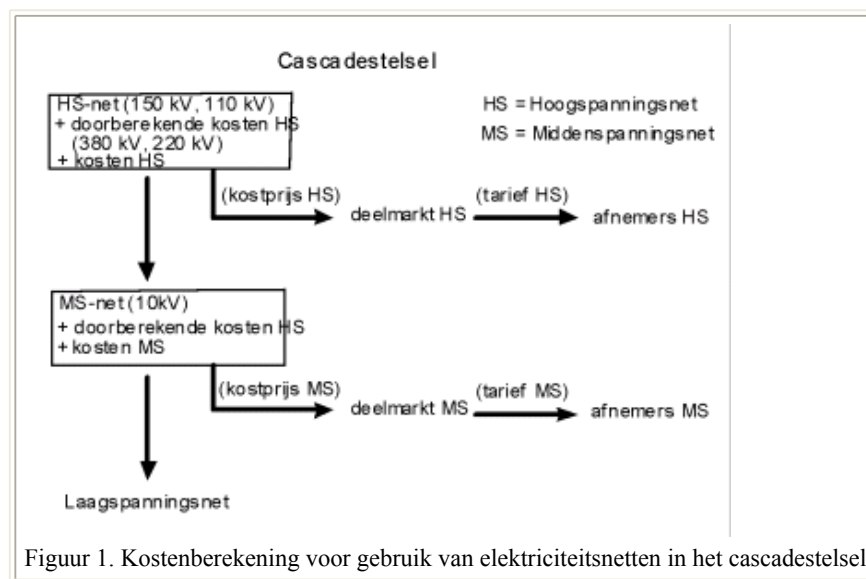 Cascadestelsel
HS-net (150 kV, 110 kV)
+ doorberekende kosten HS
(380 kV, 220 kV)
+ kosten HS
HS = Hoogspanningsnet
MS = Middenspanningsnet
(kostprijs HS)
deelmarkt HS
(tarief HS)
afnemers HS
MS-net (10kV)
+ doorberekende kosten HS
+ kosten MS
(kostprijs MS)
deelmarkt MS
(tarief MS)
afnemers MS
Laagspanningsnet
Figuur 1. Kostenberekening voor gebruik van elektriciteitsnetten in het cascadestelsel